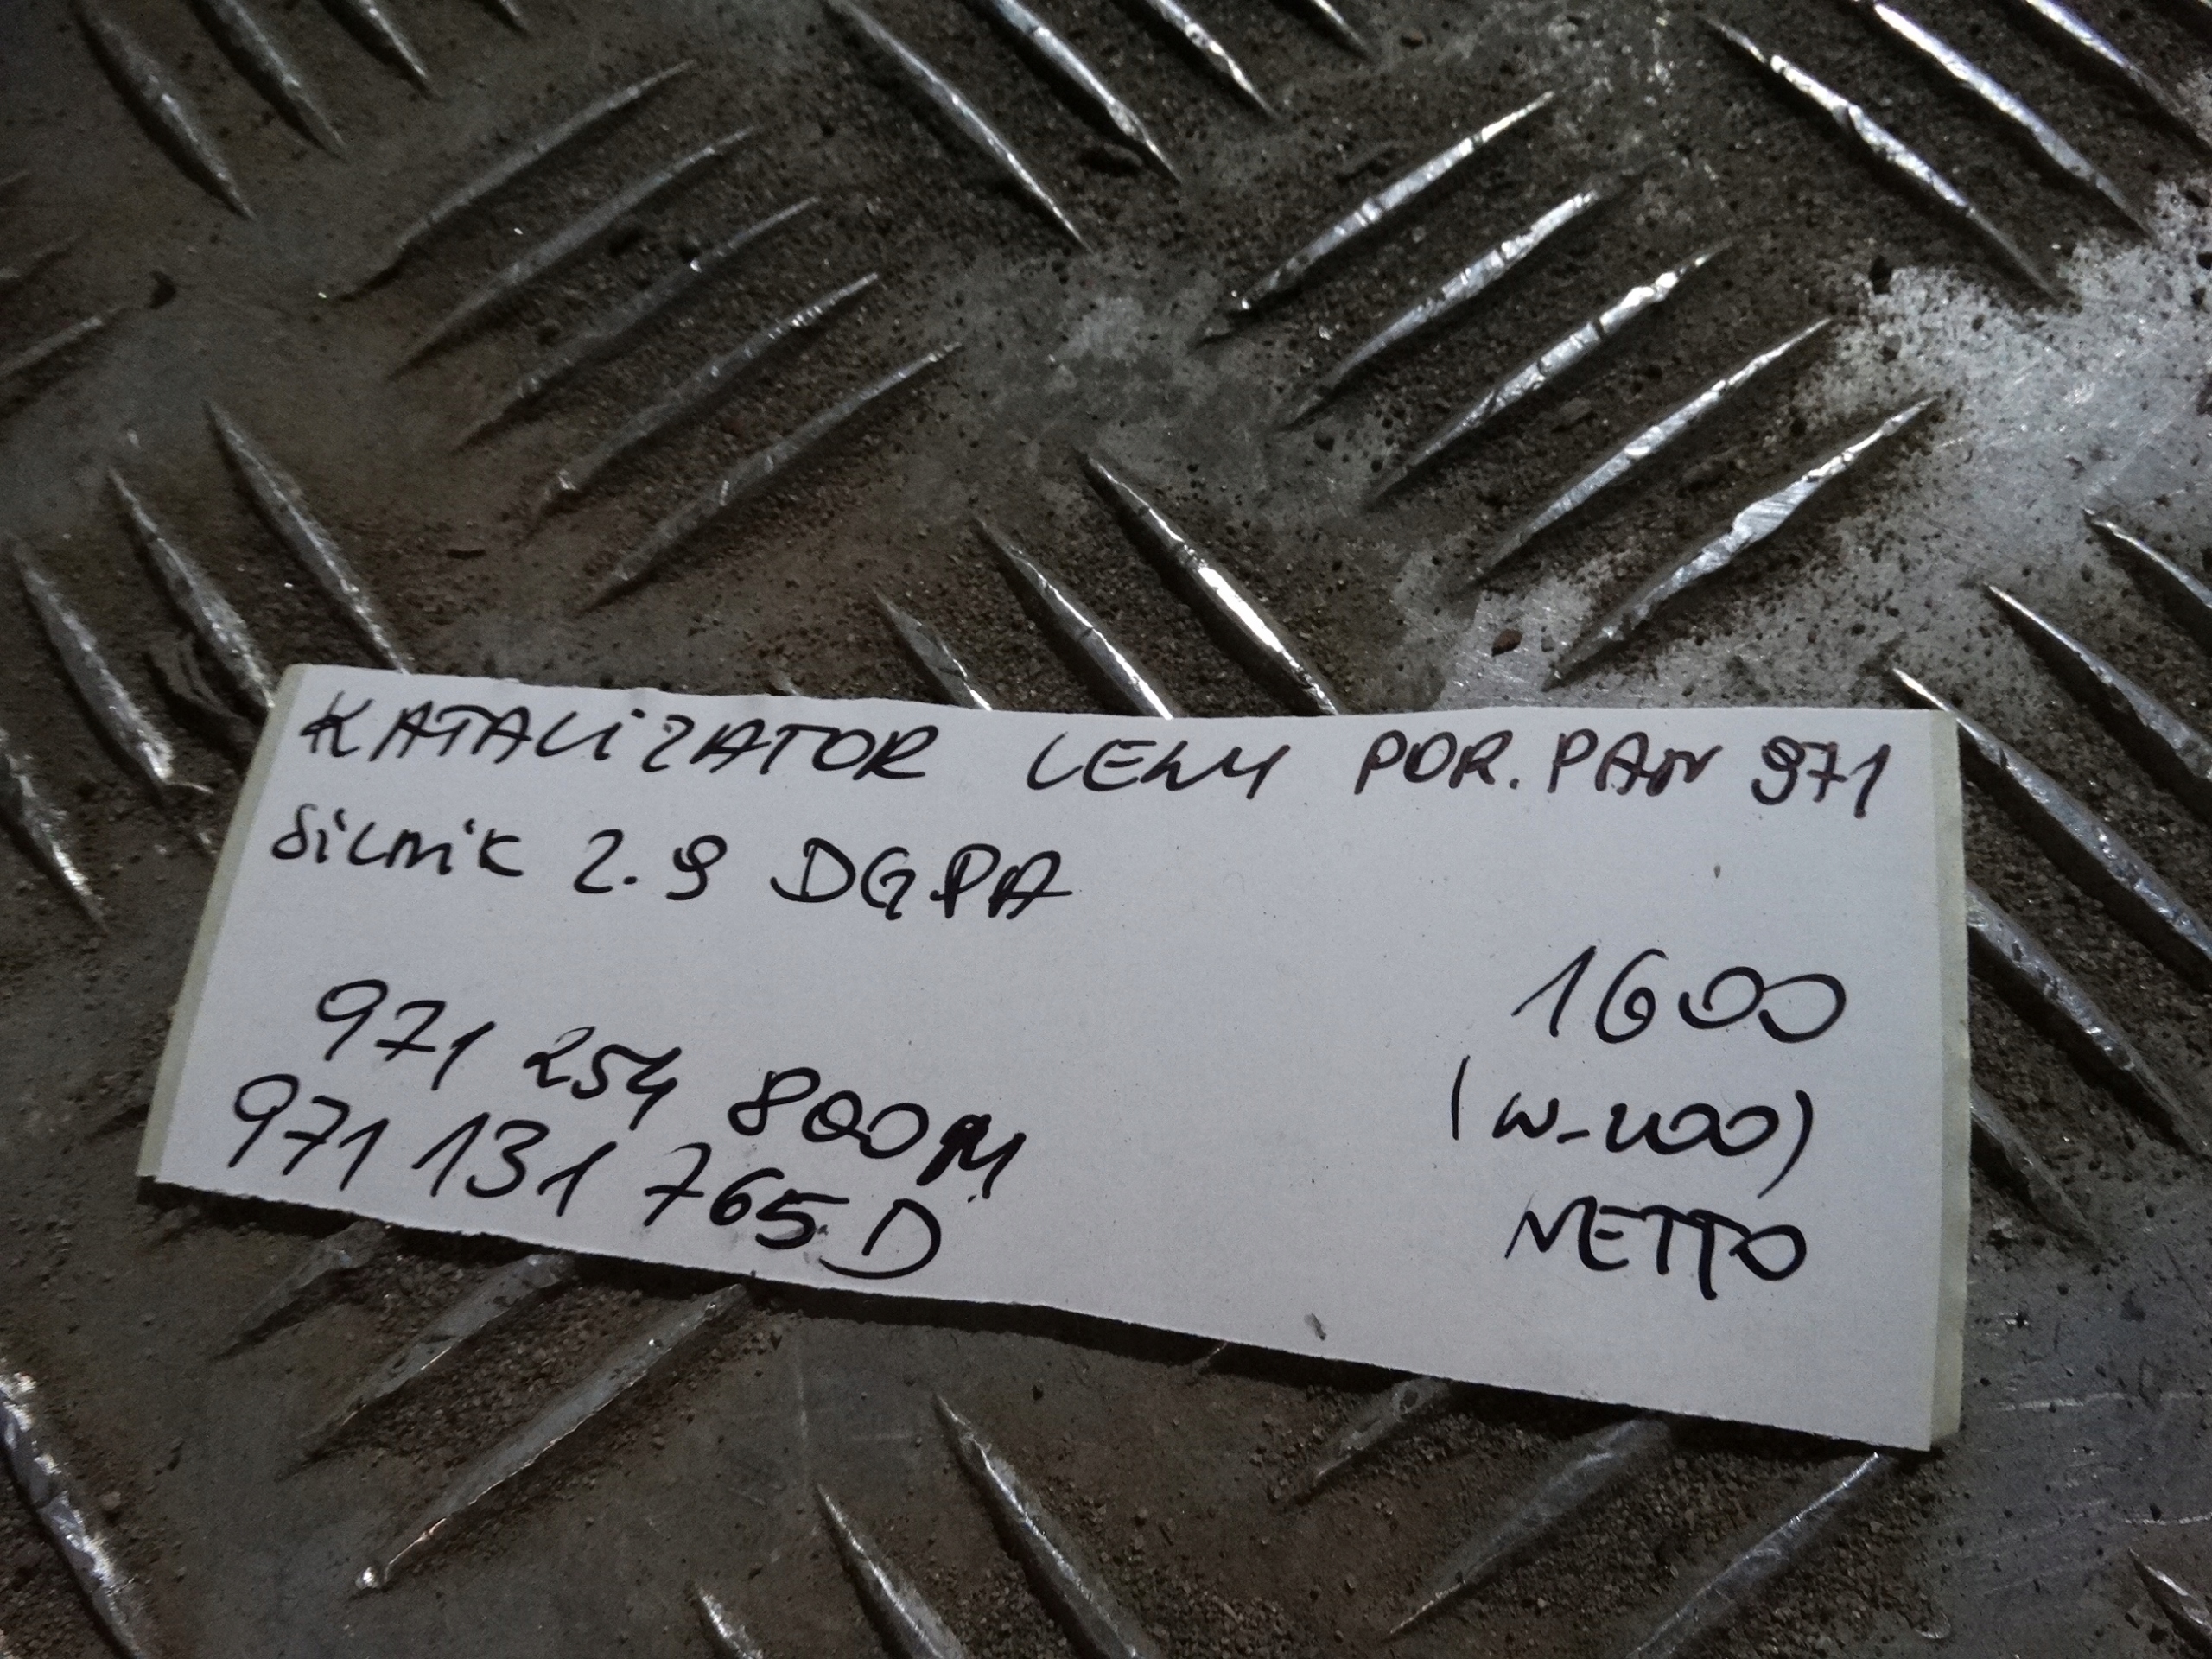 KATALIZATOR LEWY POR. PAN 971
Silnik 2.9 DGPA
1600
971 254 800M
(W-400)
971 131 765D
NETTO